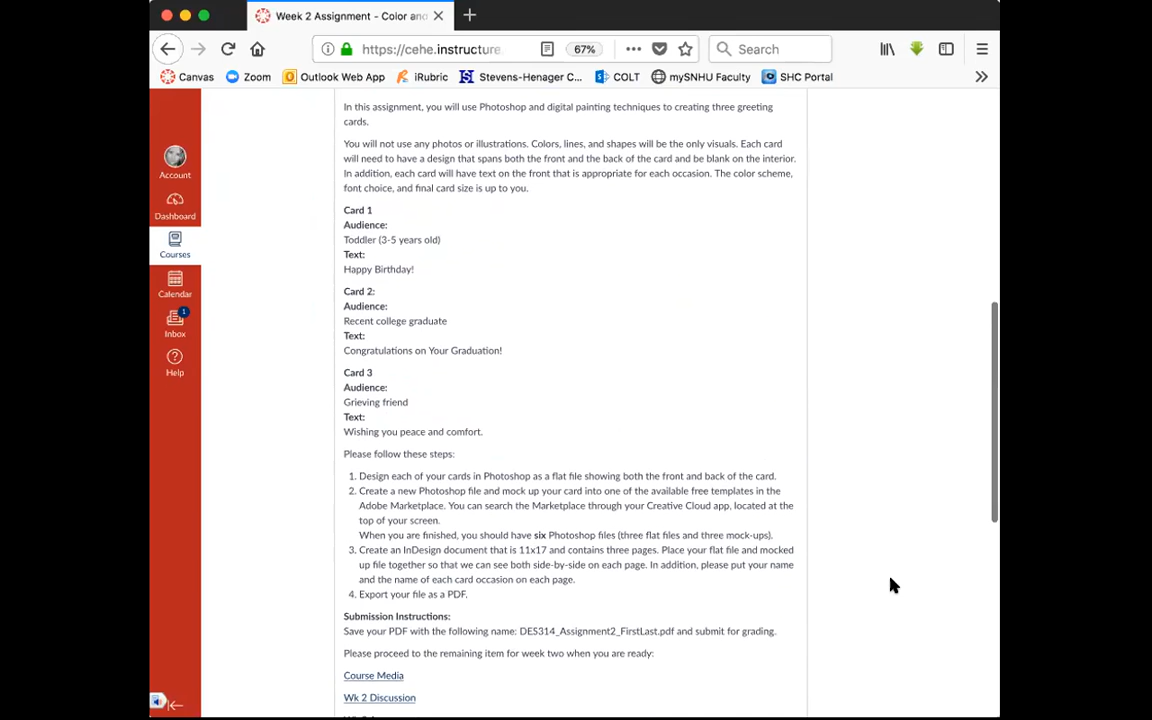 Week 2 Assignment - Color and
https://cehe.instructure.
67%
Search
Canvas
Zoom
Outlook Web App
iRubric
Stevens-Henager C...
COLT
mySNHU Faculty
SHC Portal
Account
Dashboard
Courses
Calendar
1
Inbox
Help
In this assignment, you will use Photoshop and digital painting techniques to creating three greeting
cards.
You will not use any photos or illustrations. Colors, lines, and shapes will be the only visuals. Each card
will need to have a design that spans both the front and the back of the card and be blank on the interior.
In addition, each card will have text on the front that is appropriate for each occasion. The color scheme,
font choice, and final card size is up to you.
Card 1
Audience:
Toddler (3-5 years old)
Text:
Happy Birthday!
Card 2:
Audience:
Recent college graduate
Text:
Congratulations on Your Graduation!
Card 3
Audience:
Grieving friend
Text:
Wishing you peace and comfort.
Please follow these steps:
1. Design each of your cards in Photoshop as a flat file showing both the front and back of the card.
2. Create a new Photoshop file and mock up your card into one of the available free templates in the
Adobe Marketplace. You can search the Marketplace through your Creative Cloud app, located at the
top of your screen.
When you are finished, you should have six Photoshop files (three flat files and three mock-ups).
3. Create an InDesign document that is 11x17 and contains three pages. Place your flat file and mocked
up file together so that we can see both side-by-side on each page. In addition, please put your name
and the name of each card occasion on each page.
4. Export your file as a PDF.
Submission Instructions:
Save your PDF with the following name: DES314_Assignment2_FirstLast.pdf and submit for grading.
Please proceed to the remaining item for week two when you are ready:
Course Media
Wk 2 Discussion